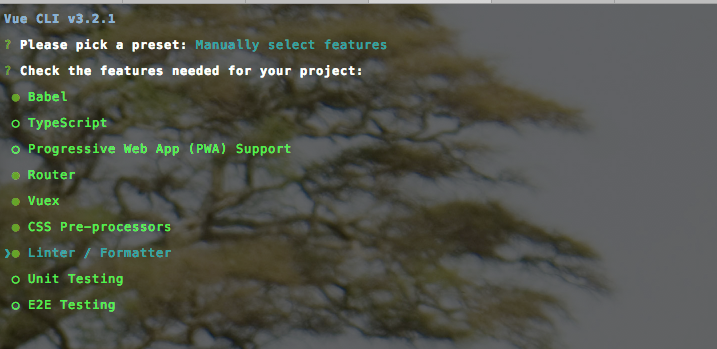 Vue CLI v3.2.1
? Please pick a preset: Manually select features
? Check the features needed for your project:
◉ Babel
◯ TypeScript
◯ Progressive Web App (PWA) Support
◉ Router
◉ Vuex
◉ CSS Pre-processors
❯◉ Linter / Formatter
◯ Unit Testing
◯ E2E Testing